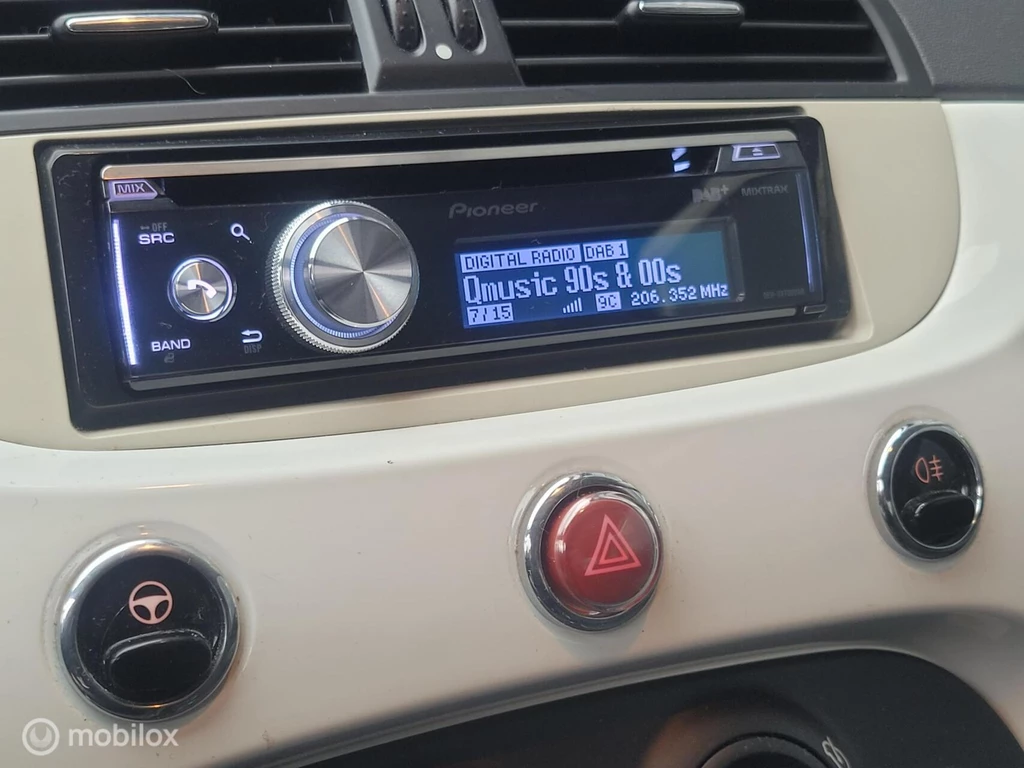 MIX
OFF
SRC
BAND
DISP
Pioneer
DAB+
MIXTRAX
DIGITAL RADIO DAB 1
Qmusic 90s & 00s
7/15 9C 206.352 MHz
mobilox